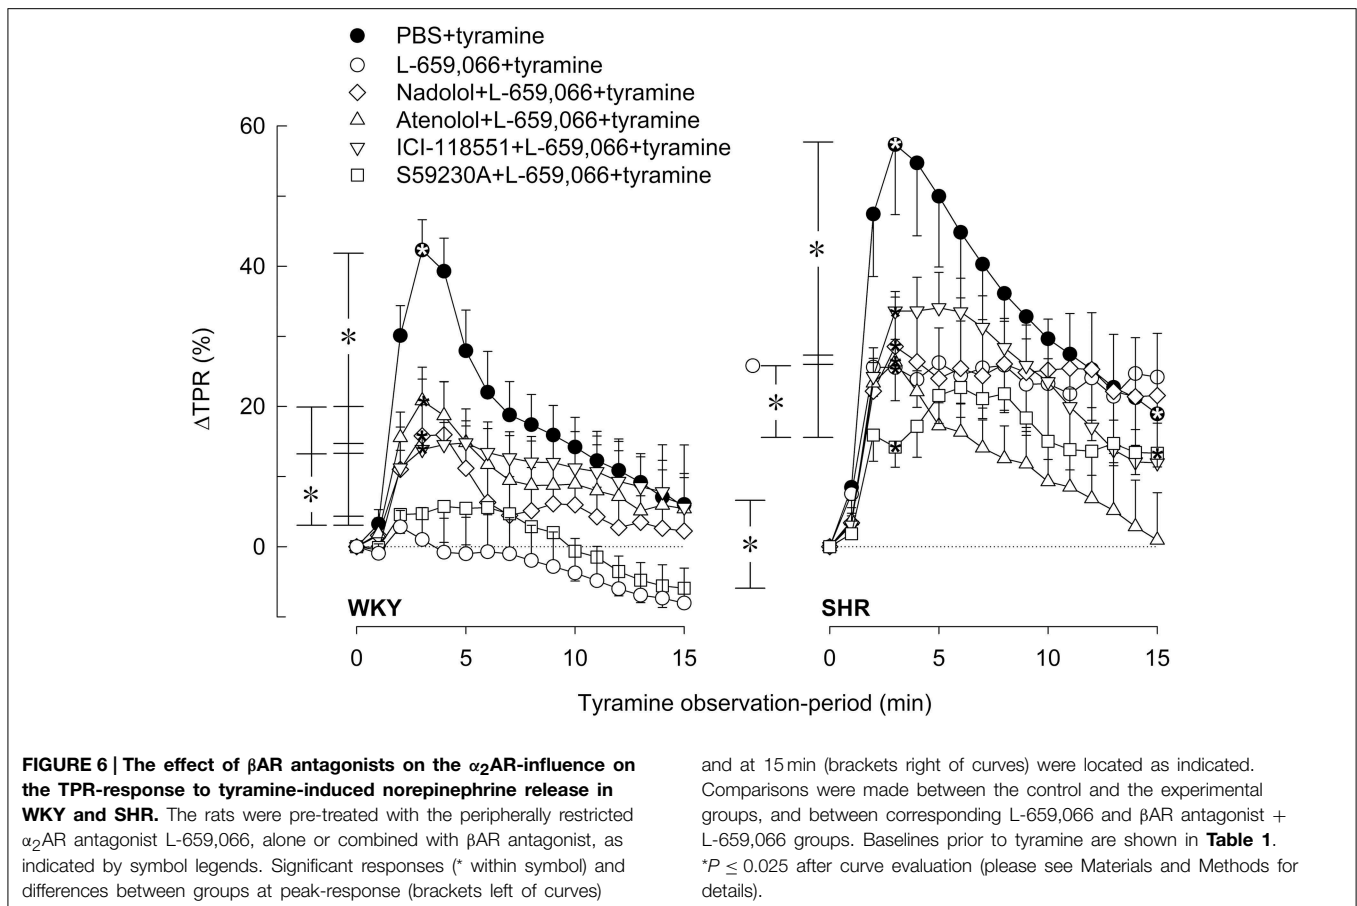 PBS+tyramine
L-659,066+tyramine
Nadolol+L-659,066+tyramine
Atenolol+L-659,066+tyramine
ICI-118551+L-659,066+tyramine
S59230A+L-659,066+tyramine
60
40
20
0
ΔTPR (%)
*
*
*
*
*
WKY
SHR
0 5 10 15
0 5 10 15
Tyramine observation-period (min)
FIGURE 6 | The effect of βAR antagonists on the α2AR-influence on
the TPR-response to tyramine-induced norepinephrine release in
WKY and SHR. The rats were pre-treated with the peripherally restricted
α2AR antagonist L-659,066, alone or combined with βAR antagonist, as
indicated by symbol legends. Significant responses (* within symbol) and
differences between groups at peak-response (brackets left of curves)
and at 15 min (brackets right of curves) were located as indicated.
Comparisons were made between the control and the experimental
groups, and between corresponding L-659,066 and βAR antagonist +
L-659,066 groups. Baselines prior to tyramine are shown in Table 1.
*P ≤ 0.025 after curve evaluation (please see Materials and Methods for
details).